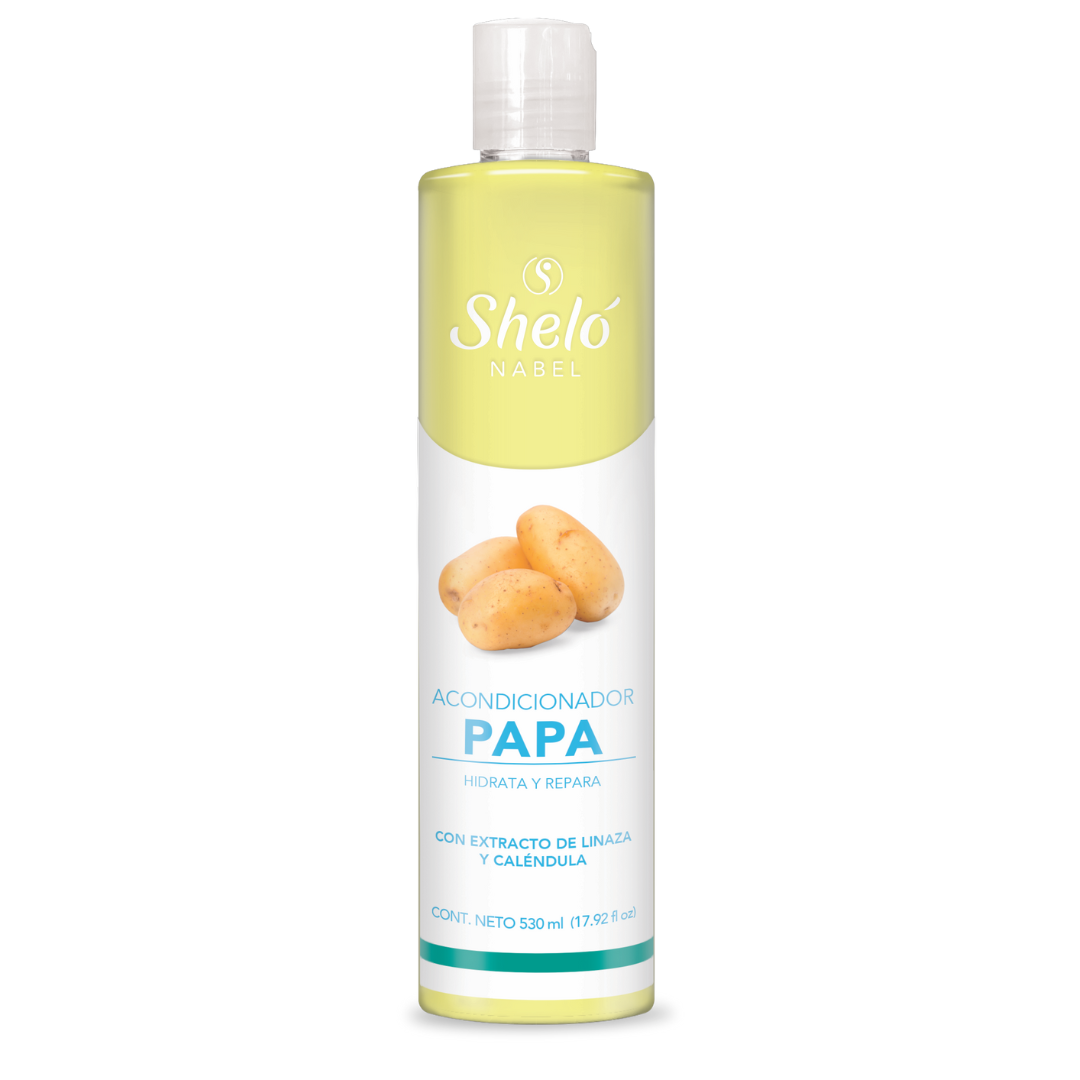 Sheló
NABEL
ACONDICIONADOR
PAPA
HIDRATA Y REPARA
CON EXTRACTO DE LINAZA
Y CALÉNDULA
CONT. NETO 530 ml (17.92 fl oz)